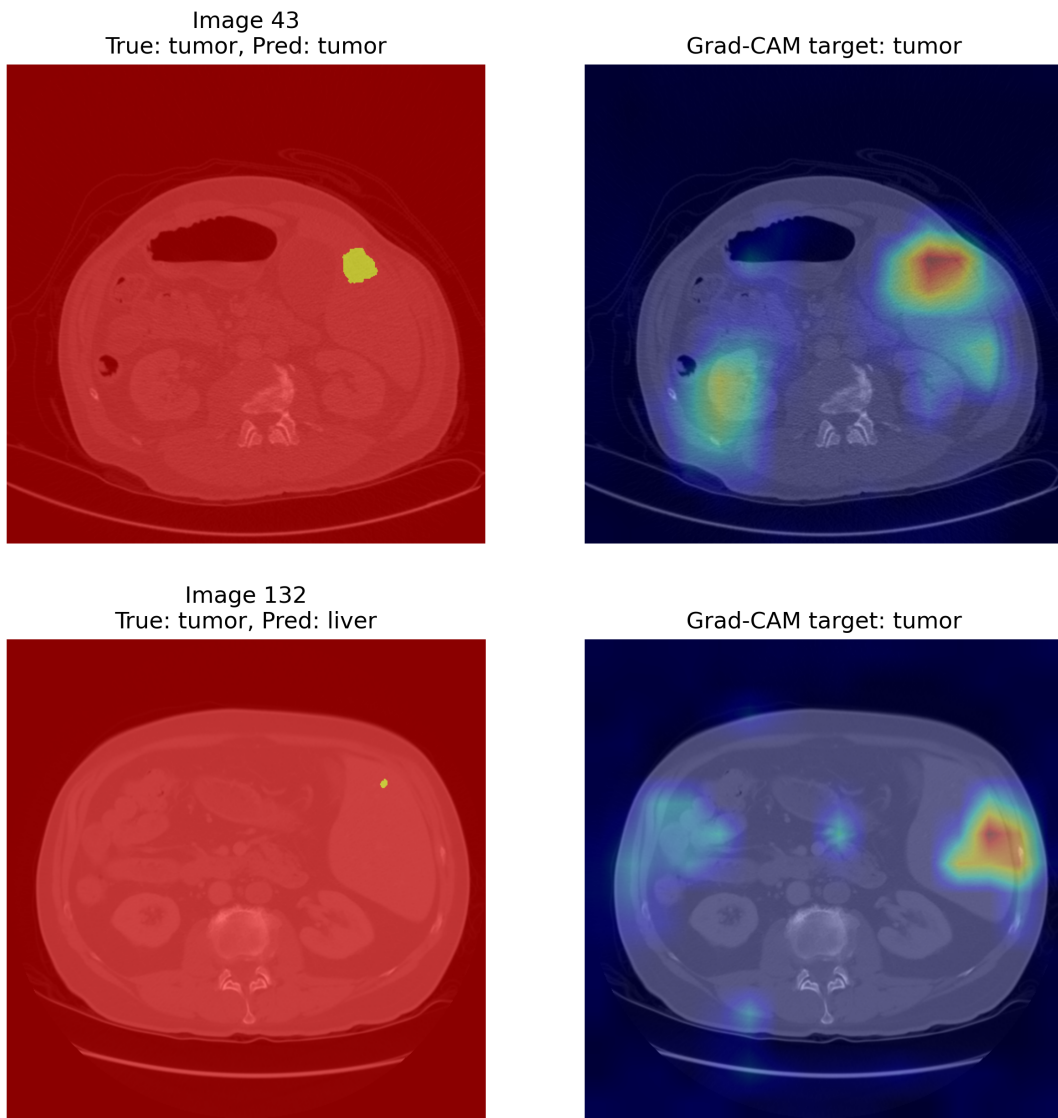 Image 43
True: tumor, Pred: tumor
Grad-CAM target: tumor
Image 132
True: tumor, Pred: liver
Grad-CAM target: tumor